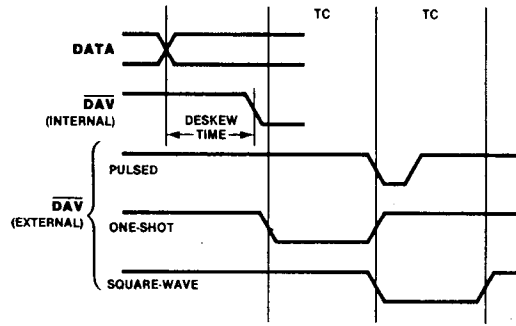 TC TC
DATA
DAV
(INTERNAL)
DESKEW
TIME
PULSED
DAV
(EXTERNAL)
ONE-SHOT
SQUARE-WAVE